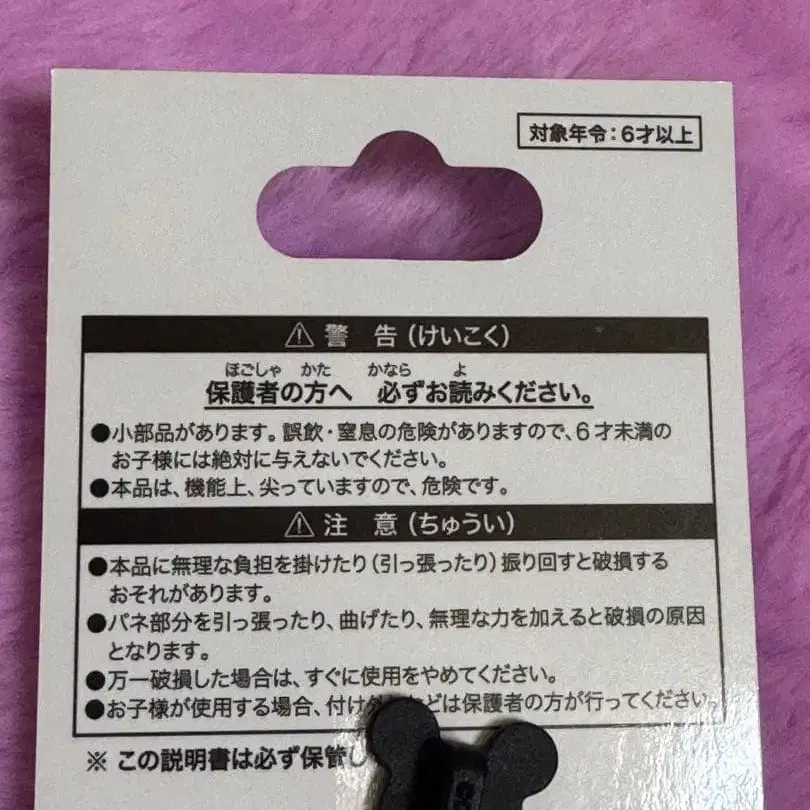 対象年令：6才以上
⚠ 警 告（けいこく）
ほごしゃ かた かなら よ
保護者の方へ 必ずお読みください。
●小部品があります。誤飲・窒息の危険がありますので、6才未満の
お子様には絶対に与えないでください。
●本品は、機能上、尖っていますので、危険です。
⚠ 注 意（ちゅうい）
●本品に無理な負担を掛けたり（引っ張ったり）振り回すと破損する
おそれがあります。
●バネ部分を引っ張ったり、曲げたり、無理な力を加えると破損の原因
となります。
●万一破損した場合は、すぐに使用をやめてください。
●お子様が使用する場合、付け外しなどは保護者の方が行ってください。
※ この説明書は必ず保管し